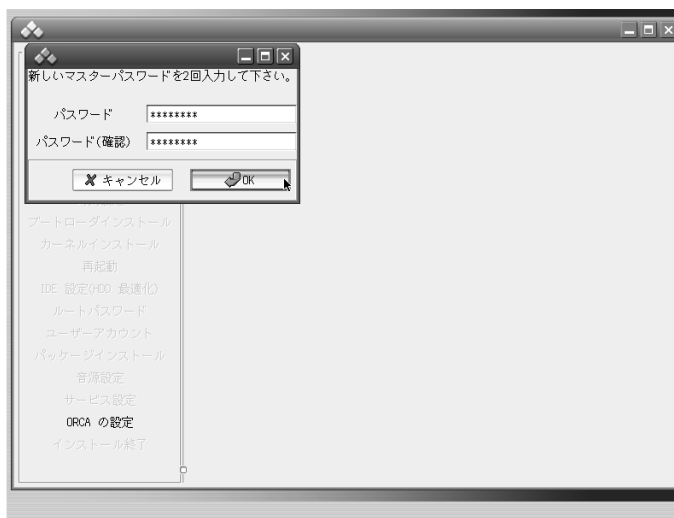 新しいマスターパスワードを2回入力して下さい。
パスワード ********
パスワード(確認) ********
キャンセル OK
ブートローダインストール
カーネルインストール
再起動
IDE 設定(HDD 最適化)
ルートパスワード
ユーザーアカウント
パッケージインストール
音源設定
サービス設定
ORCA の設定
インストール終了